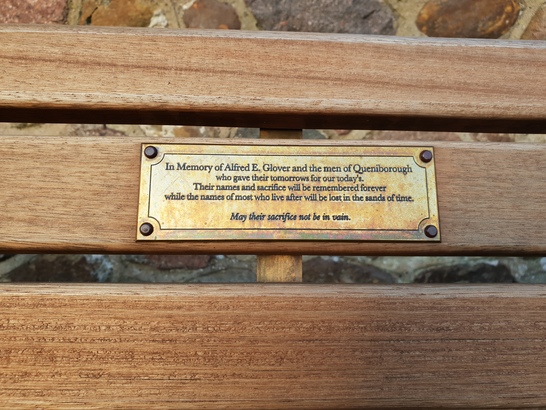 In Memory of Alfred E. Glover and the men of Queniborough
who gave their tomorrows for our today's.
Their names and sacrifice will be remembered forever
while the names of most who live after will be lost in the sands of time.
May their sacrifice not be in vain.